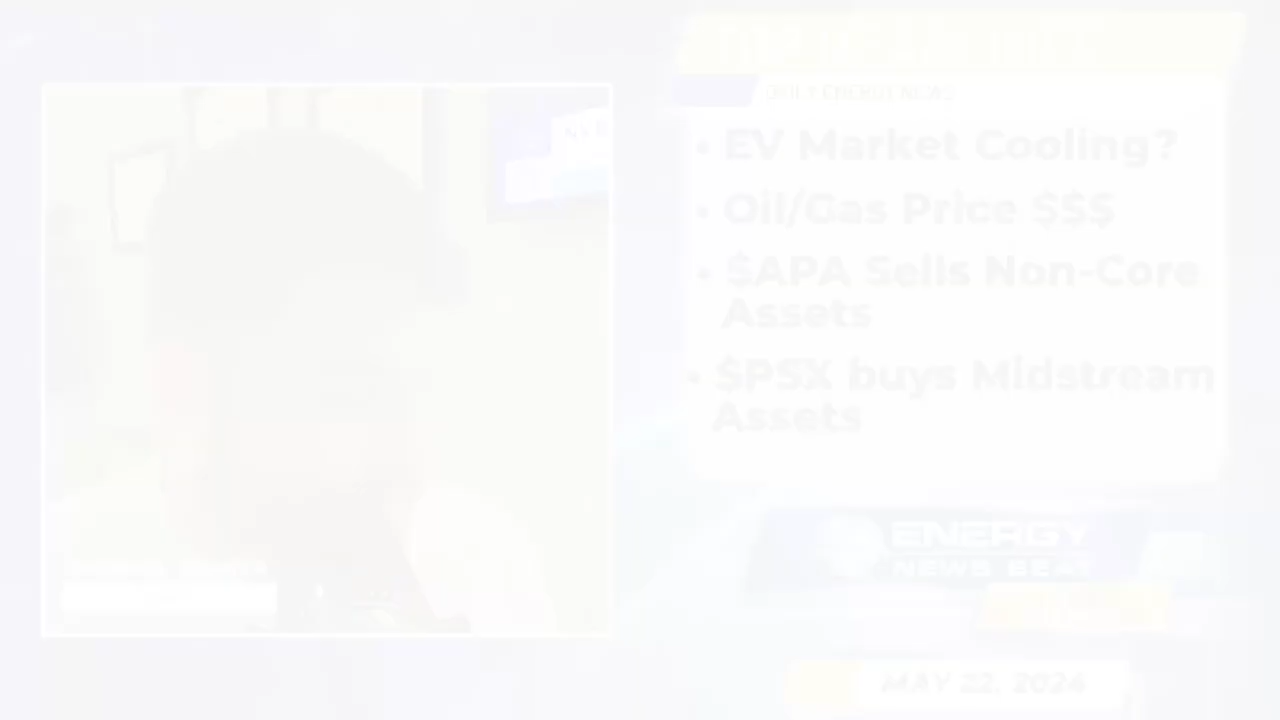 DAILY ENERGY NEWS
• EV Market Cooling?
• Oil/Gas Price $$$
• $APA Sells Non-Core
Assets
• $PSX buys Midstream
Assets
ENERGY
NEWS BEAT
MAY 22, 2024